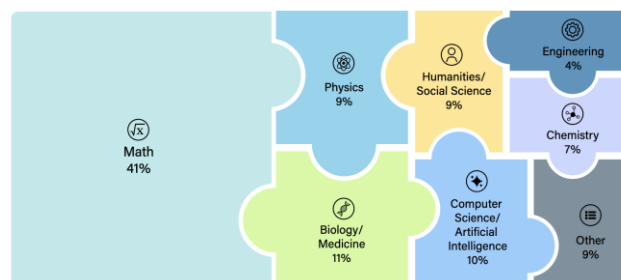 Math
41%
Physics
9%
Biology/
Medicine
11%
Humanities/
Social Science
9%
Computer
Science/
Artificial
Intelligence
10%
Engineering
4%
Chemistry
7%
Other
9%